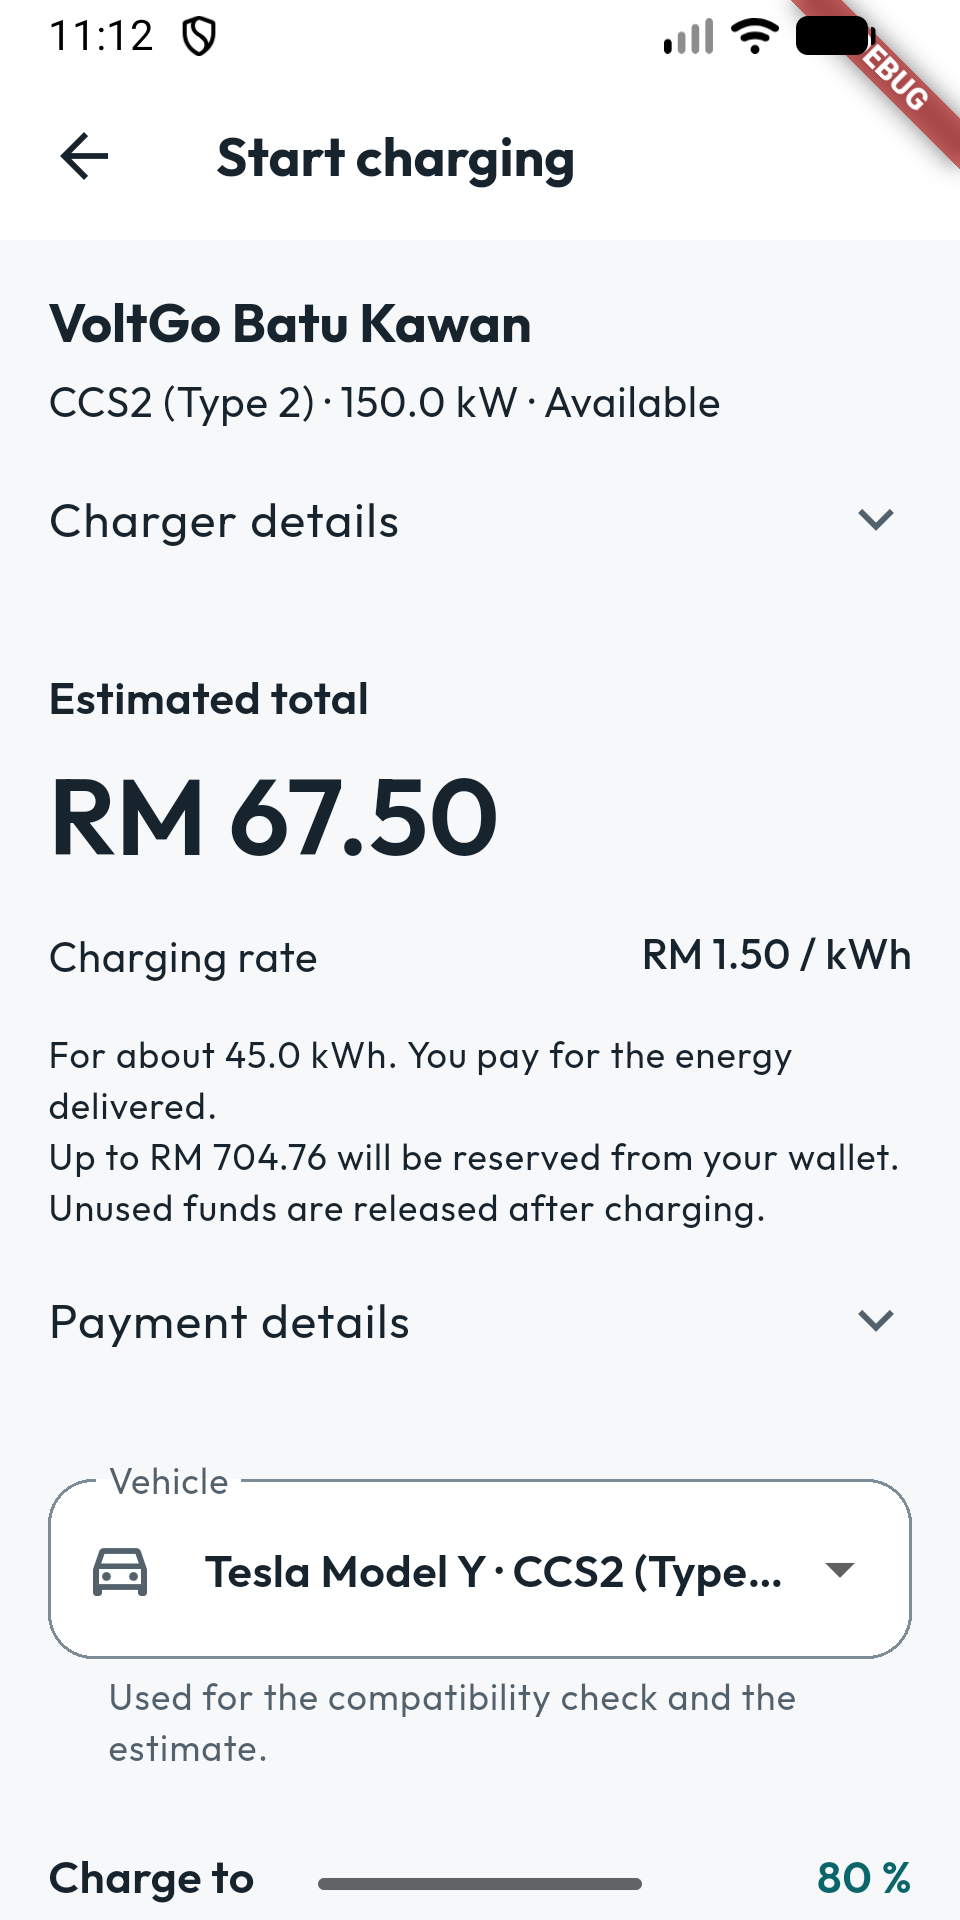 11:12
EBUG
Start charging
VoltGo Batu Kawan
CCS2 (Type 2) · 150.0 kW · Available
Charger details
Estimated total
RM 67.50
Charging rate RM 1.50 / kWh
For about 45.0 kWh. You pay for the energy
delivered.
Up to RM 704.76 will be reserved from your wallet.
Unused funds are released after charging.
Payment details
Vehicle
Tesla Model Y · CCS2 (Type...
Used for the compatibility check and the
estimate.
Charge to 80 %